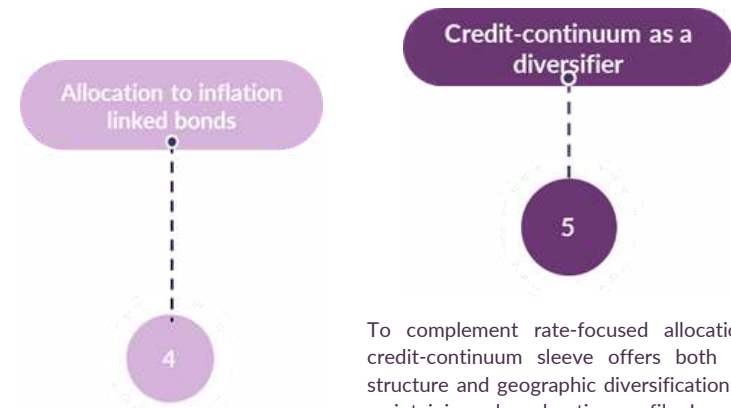 Allocation to inflation
linked bonds
4
Credit-continuum as a
diversifier
5
To complement rate-focused
credit-continuum sleeve offers both
structure and geographic diversification